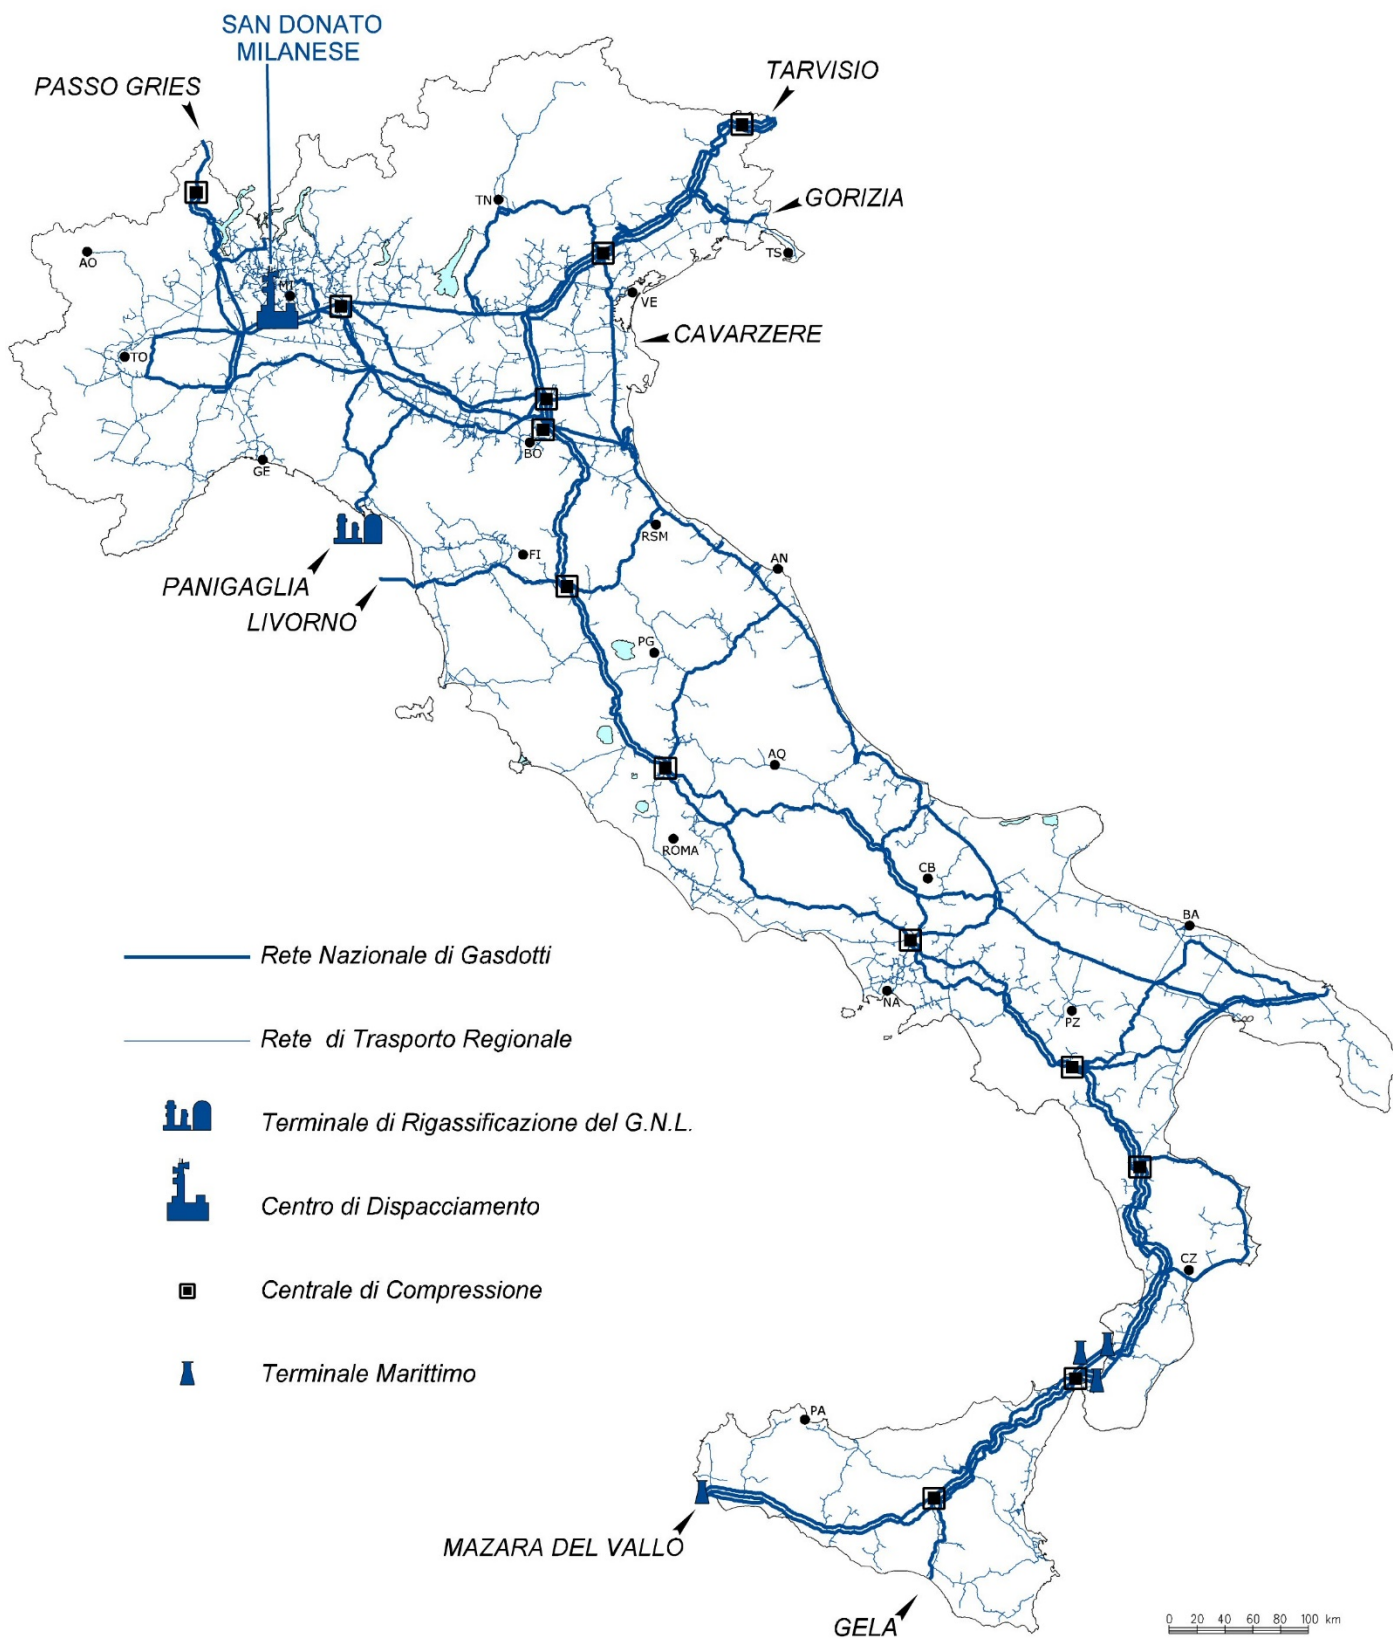 SAN DONATO
MILANESE
PASSO GRIES
TARVISIO
TN
GORIZIA
AO
TS
MI
VE
CAVARZERE
TO
BO
GE
RSM
FI
AN
PANIGAGLIA
LIVORNO
PG
AQ
ROMA
CB
BA
Rete Nazionale di Gasdotti
NA
PZ
Rete di Trasporto Regionale
Terminale di Rigassificazione del G.N.L.
Centro di Dispacciamento
CZ
Centrale di Compressione
Terminale Marittimo
PA
MAZARA DEL VALLO
GELA
0 20 40 60 80 100 km